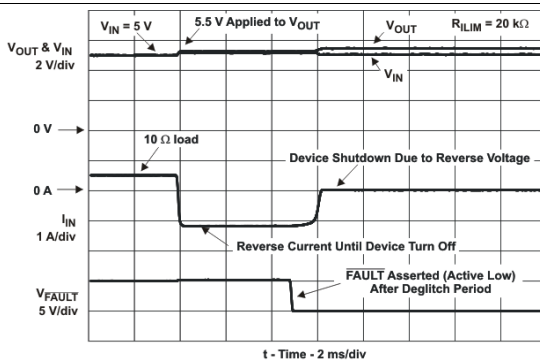 V_IN = 5 V
5.5 V Applied to V_OUT
V_OUT
R_ILIM = 20 kΩ
V_OUT & V_IN
2 V/div
V_IN
0 V
10 Ω load
Device Shutdown Due to Reverse Voltage
0 A
I_IN
1 A/div
Reverse Current Until Device Turn Off
F̅A̅U̅L̅T̅ Asserted (Active Low)
After Deglitch Period
V_F̅A̅U̅L̅T̅
5 V/div
t - Time - 2 ms/div